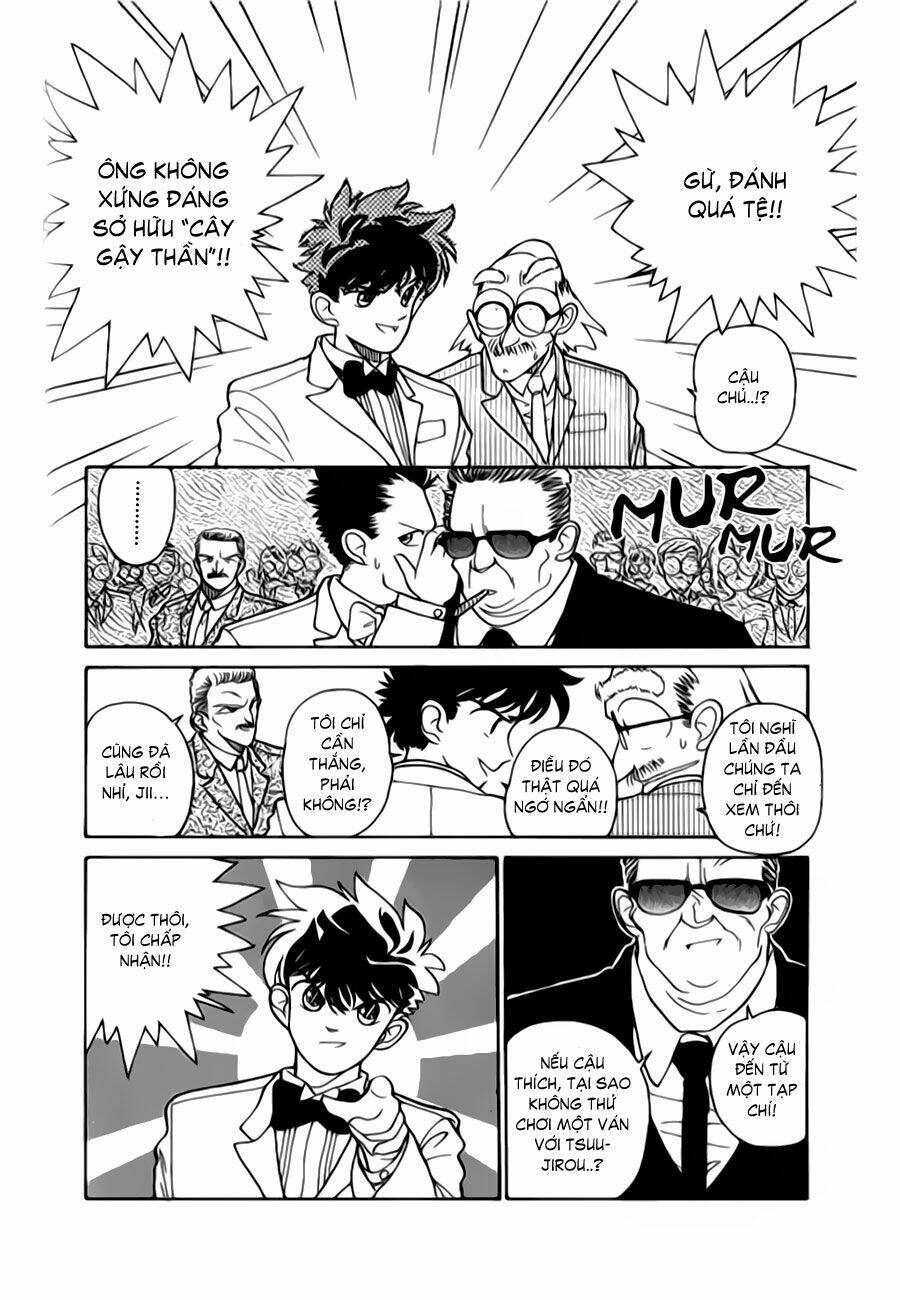 GỪ, ĐÁNH
QUÁ TỆ!!
ÔNG KHÔNG
XỨNG ĐÁNG
SỞ HỮU "CÂY
GẬY THẦN"!!
CẬU
CHỦ..!?
MUR
MUR
.........
TÔI NGHĨ
LẦN ĐẦU
CHÚNG TA
CHỈ ĐẾN
XEM THÔI
CHỨ!
ĐIỀU ĐÓ
THẬT QUÁ
NGỚ NGẨN!!
TÔI CHỈ
CẦN
THẮNG,
PHẢI
KHÔNG!?
CŨNG ĐÃ
LÂU RỒI
NHỈ, JII...
VẬY CẬU
ĐẾN TỪ
MỘT TẠP
CHÍ!
NẾU CẬU
THÍCH, TẠI SAO
KHÔNG THỬ
CHƠI MỘT VÁN
VỚI TSUU-
JIROU..?
ĐƯỢC THÔI,
TÔI CHẤP
NHẬN!!